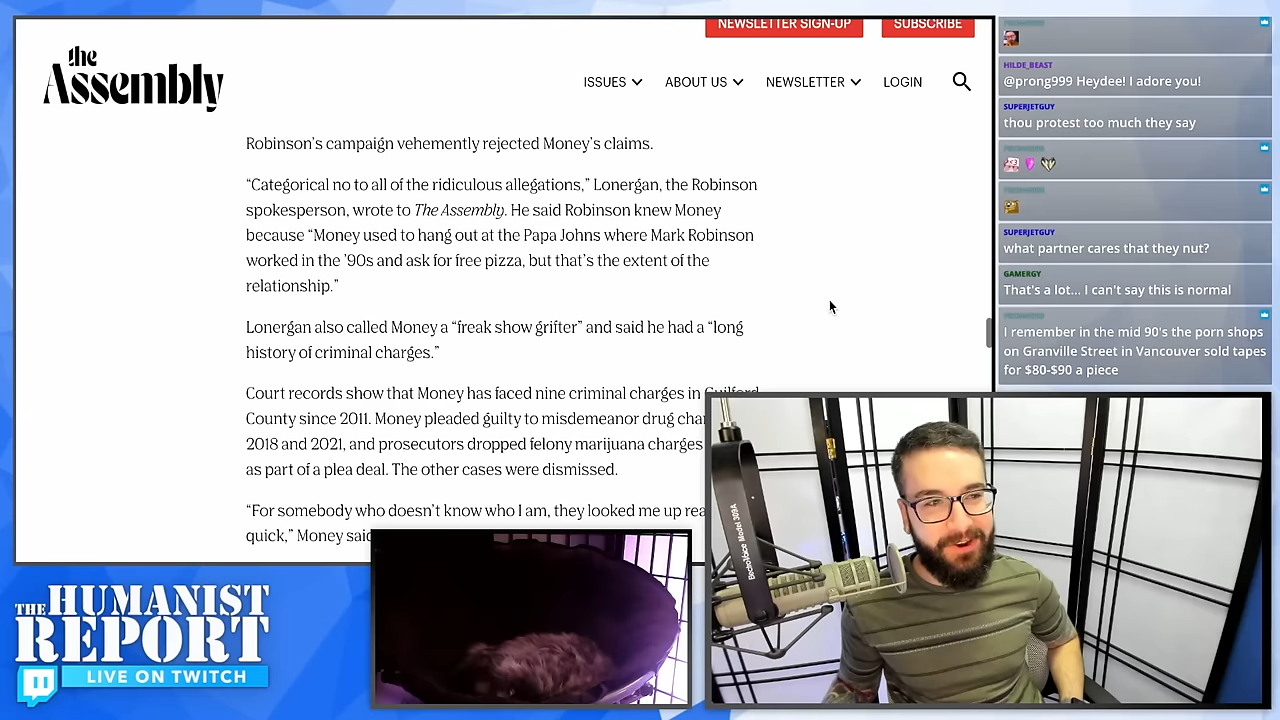 NEWSLETTER SIGN-UP
SUBSCRIBE
the
Assembly
ISSUES
ABOUT US
NEWSLETTER
LOGIN
Robinson’s campaign vehemently rejected Money’s claims.
“Categorical no to all of the ridiculous allegations,” Lonergan, the Robinson
spokesperson, wrote to The Assembly. He said Robinson knew Money
because “Money used to hang out at the Papa Johns where Mark Robinson
worked in the ’90s and ask for free pizza, but that’s the extent of the
relationship.”
Lonergan also called Money a “freak show grifter” and said he had a “long
history of criminal charges.”
Court records show that Money has faced nine criminal charges in Guilford
County since 2011. Money pleaded guilty to misdemeanor drug
2018 and 2021, and prosecutors dropped felony marijuana charges
as part of a plea deal. The other cases were dismissed.
“For somebody who doesn’t know who I am, they looked me up
quick,” Money said
HILDE_BEAST
@prong999 Heydee! I adore you!
SUPERJETGUY
thou protest too much they say
SUPERJETGUY
what partner cares that they nut?
GAMERGY
That's a lot... I can't say this is normal
I remember in the mid 90's the porn shops
on Granville Street in Vancouver sold tapes
for $80-$90 a piece
ElectroVoice Model 309A
THE HUMANIST
REPORT
LIVE ON TWITCH